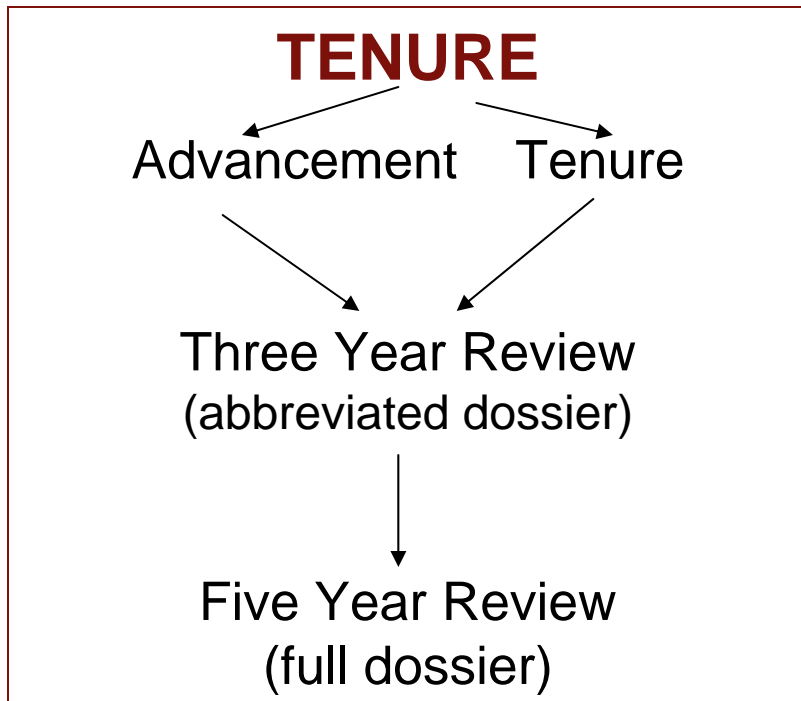 TENURE
Advancement Tenure
Three Year Review
(abbreviated dossier)
Five Year Review
(full dossier)